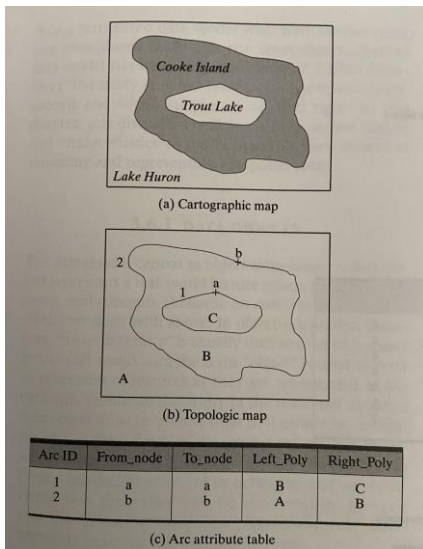 Cooke Island
Trout Lake
Lake Huron
(a) Cartographic map
2
b
a
1
C
B
A
(b) Topologic map
Arc ID From_node To_node Left_Poly Right_Poly
1 a a B C
2 b b A B
(c) Arc attribute table